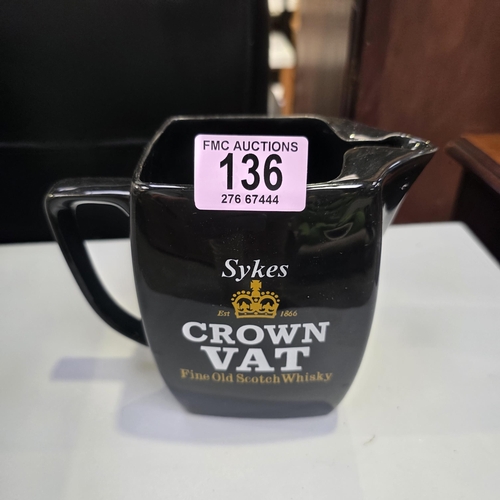 FMC AUCTIONS
136
276 67444
Sykes
Est 1866
CROWN
VAT
Fine Old Scotch Whisky